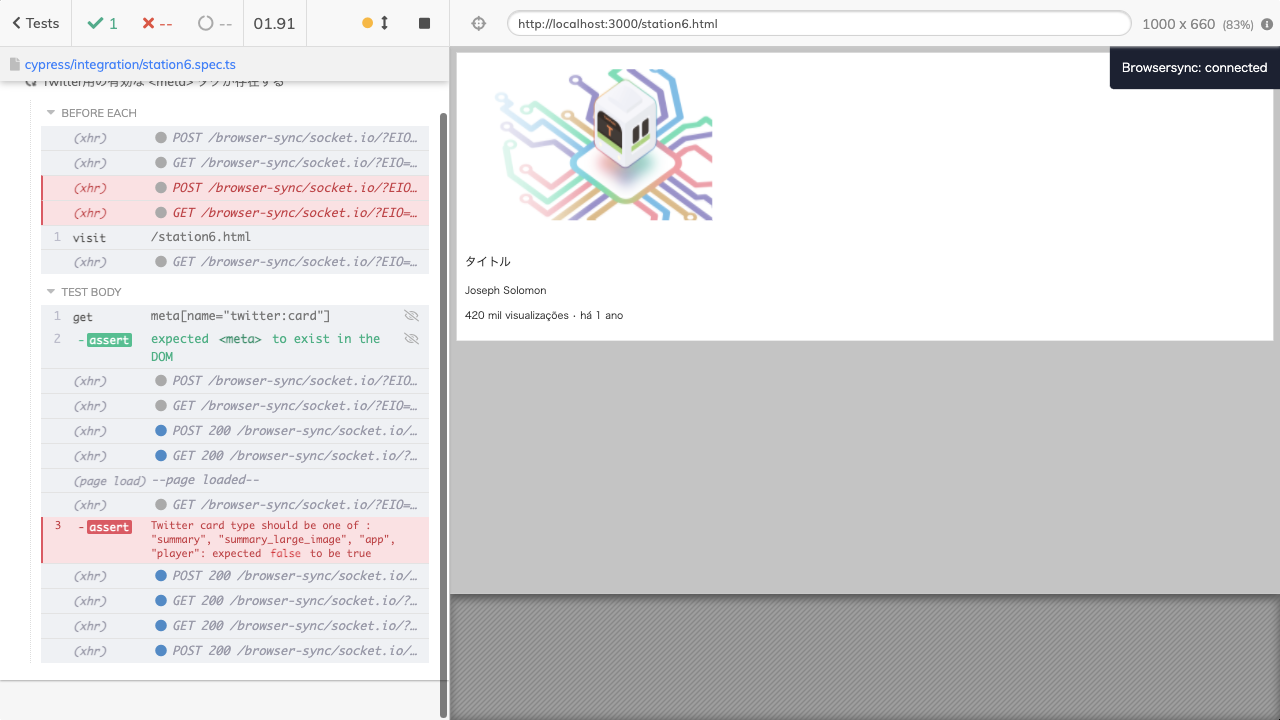 Tests
1
--
--
01.91
http://localhost:3000/station6.html
1000 x 660 (83%)
cypress/integration/station6.spec.ts
Browsersync: connected
Twitter用の有効な <meta> タグが存在する
BEFORE EACH
(xhr) POST /browser-sync/socket.io/?EIO…
(xhr) GET /browser-sync/socket.io/?EIO=…
(xhr) POST /browser-sync/socket.io/?EIO…
(xhr) GET /browser-sync/socket.io/?EIO=…
1 visit /station6.html
(xhr) GET /browser-sync/socket.io/?EIO=…
TEST BODY
1 get meta[name="twitter:card"]
2 -assert expected <meta> to exist in the
DOM
(xhr) POST /browser-sync/socket.io/?EIO…
(xhr) GET /browser-sync/socket.io/?EIO=…
(xhr) POST 200 /browser-sync/socket.io/…
(xhr) GET 200 /browser-sync/socket.io/?…
(page load) --page loaded--
(xhr) GET /browser-sync/socket.io/?EIO=…
3 -assert Twitter card type should be one of :
"summary", "summary_large_image", "app",
"player": expected false to be true
(xhr) POST 200 /browser-sync/socket.io/…
(xhr) GET 200 /browser-sync/socket.io/?…
(xhr) GET 200 /browser-sync/socket.io/?…
(xhr) POST 200 /browser-sync/socket.io/…
タイトル
Joseph Solomon
420 mil visualizações · há 1 ano